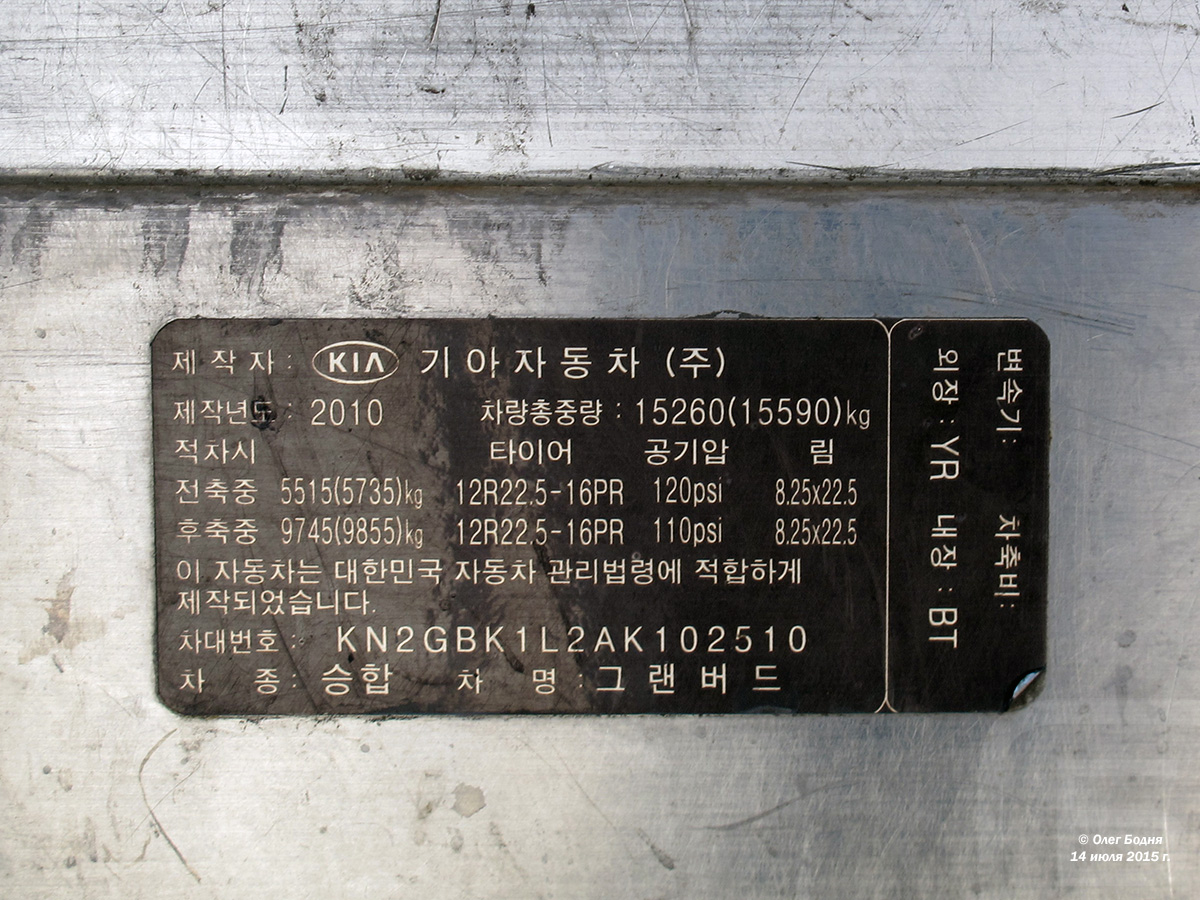 제 작 자 : KIA 기아자동차 (주)
제작년도 : 2010 차량총중량 : 15260(15590)kg
적차시 타이어 공기압 림
전축중 5515(5735)kg 12R22.5-16PR 120psi 8.25x22.5
후축중 9745(9855)kg 12R22.5-16PR 110psi 8.25x22.5
이 자동차는 대한민국 자동차 관리법령에 적합하게
제작되었습니다.
차대번호 : KN2GBK1L2AK102510
차 종 : 승합 차 명 : 그랜버드
변속기: 차축비:
외장 : YR 내장 : BT
© Олег Бодня
14 июля 2015 г.